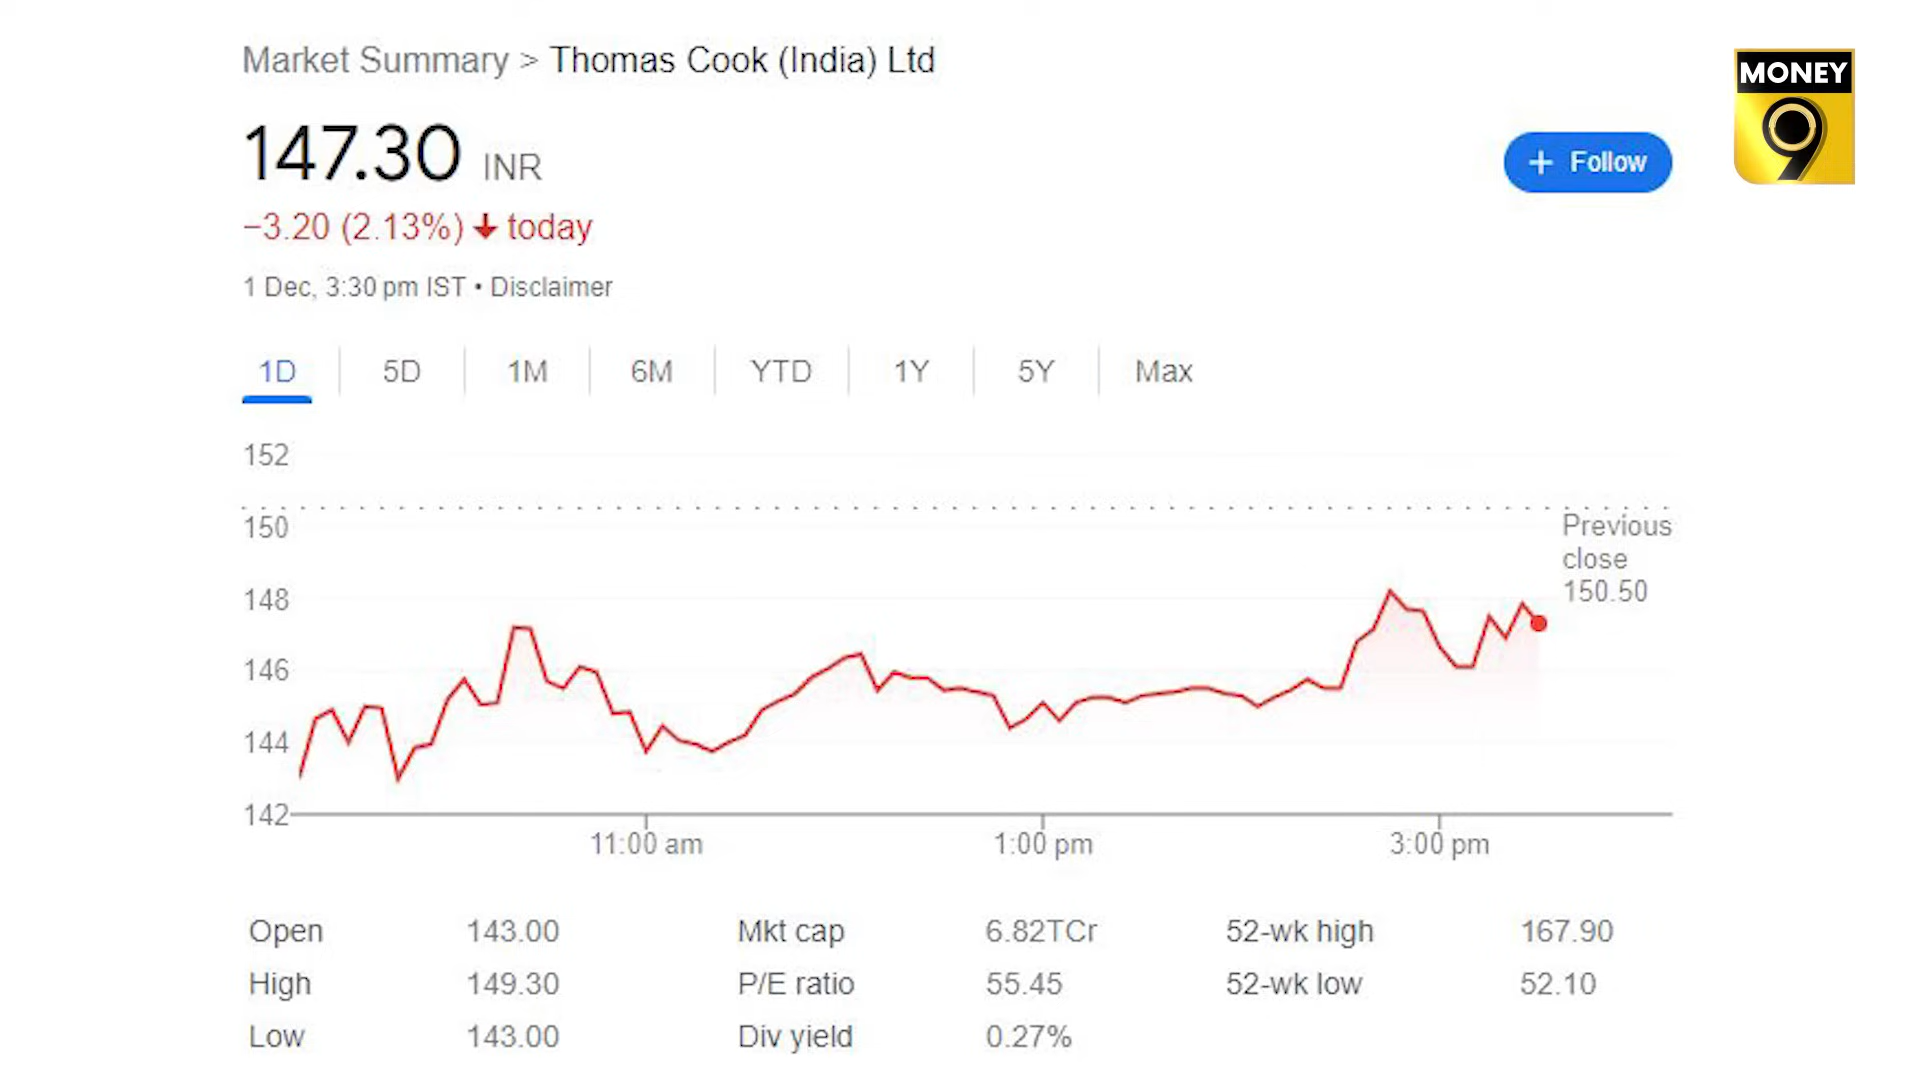 Market Summary > Thomas Cook (India) Ltd
MONEY
9
147.30 INR
+ Follow
−3.20 (2.13%) ↓ today
1 Dec, 3:30 pm IST • Disclaimer
1D 5D 1M 6M YTD 1Y 5Y Max
152
150
Previous
close
150.50
148
146
144
142
11:00 am 1:00 pm 3:00 pm
Open 143.00 Mkt cap 6.82TCr 52-wk high 167.90
High 149.30 P/E ratio 55.45 52-wk low 52.10
Low 143.00 Div yield 0.27%